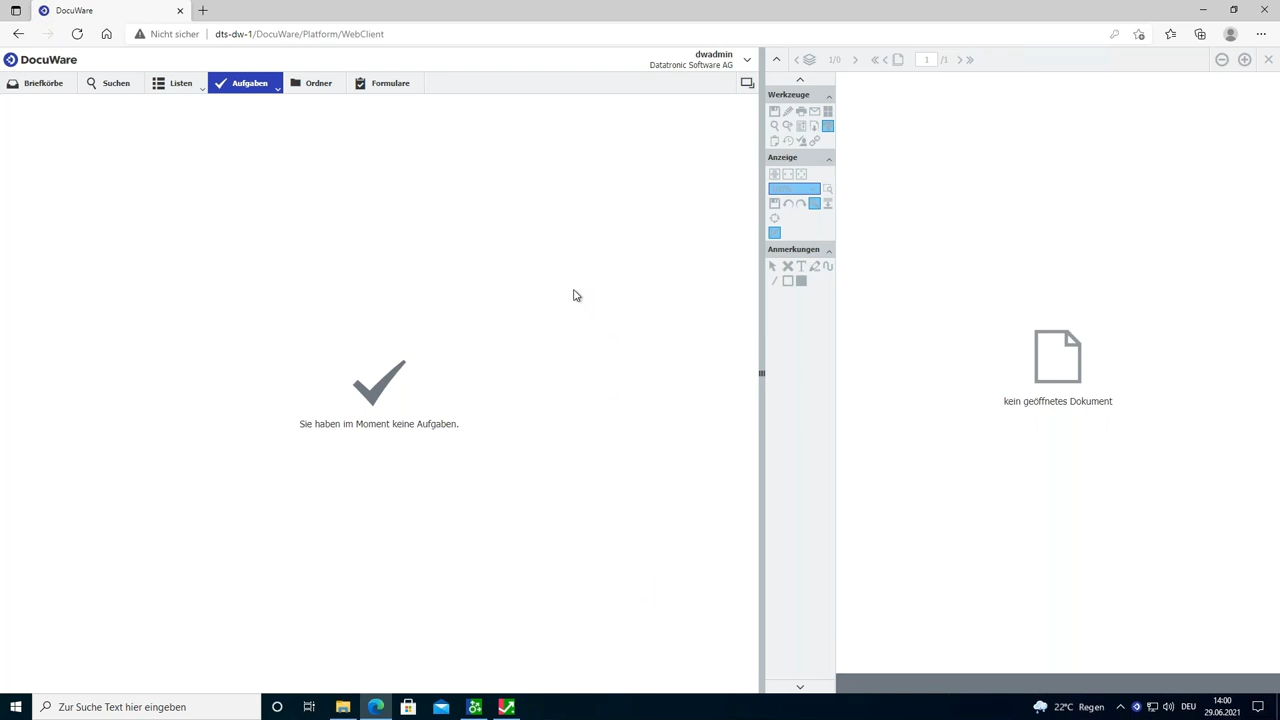 DocuWare
Nicht sicher
dts-dw-1/DocuWare/Platform/WebClient
DocuWare
dwadmin
Datatronic Software AG
1/0
1
/1
Briefkörbe
Suchen
Listen
Aufgaben
Ordner
Formulare
Werkzeuge
Anzeige
Anmerkungen
Sie haben im Moment keine Aufgaben.
kein geöffnetes Dokument
Zur Suche Text hier eingeben
22°C Regen
DEU
14:00
29.06.2021